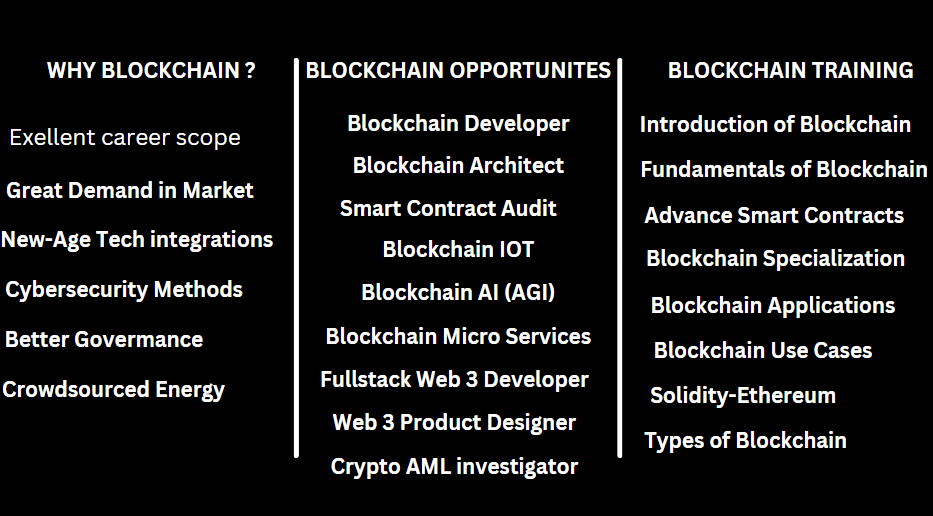 WHY BLOCKCHAIN ?
Exellent career scope
Great Demand in Market
New-Age Tech integrations
Cybersecurity Methods
Better Govermance
Crowdsourced Energy
BLOCKCHAIN OPPORTUNITES
Blockchain Developer
Blockchain Architect
Smart Contract Audit
Blockchain IOT
Blockchain AI (AGI)
Blockchain Micro Services
Fullstack Web 3 Developer
Web 3 Product Designer
Crypto AML investigator
BLOCKCHAIN TRAINING
Introduction of Blockchain
Fundamentals of Blockchain
Advance Smart Contracts
Blockchain Specialization
Blockchain Applications
Blockchain Use Cases
Solidity-Ethereum
Types of Blockchain